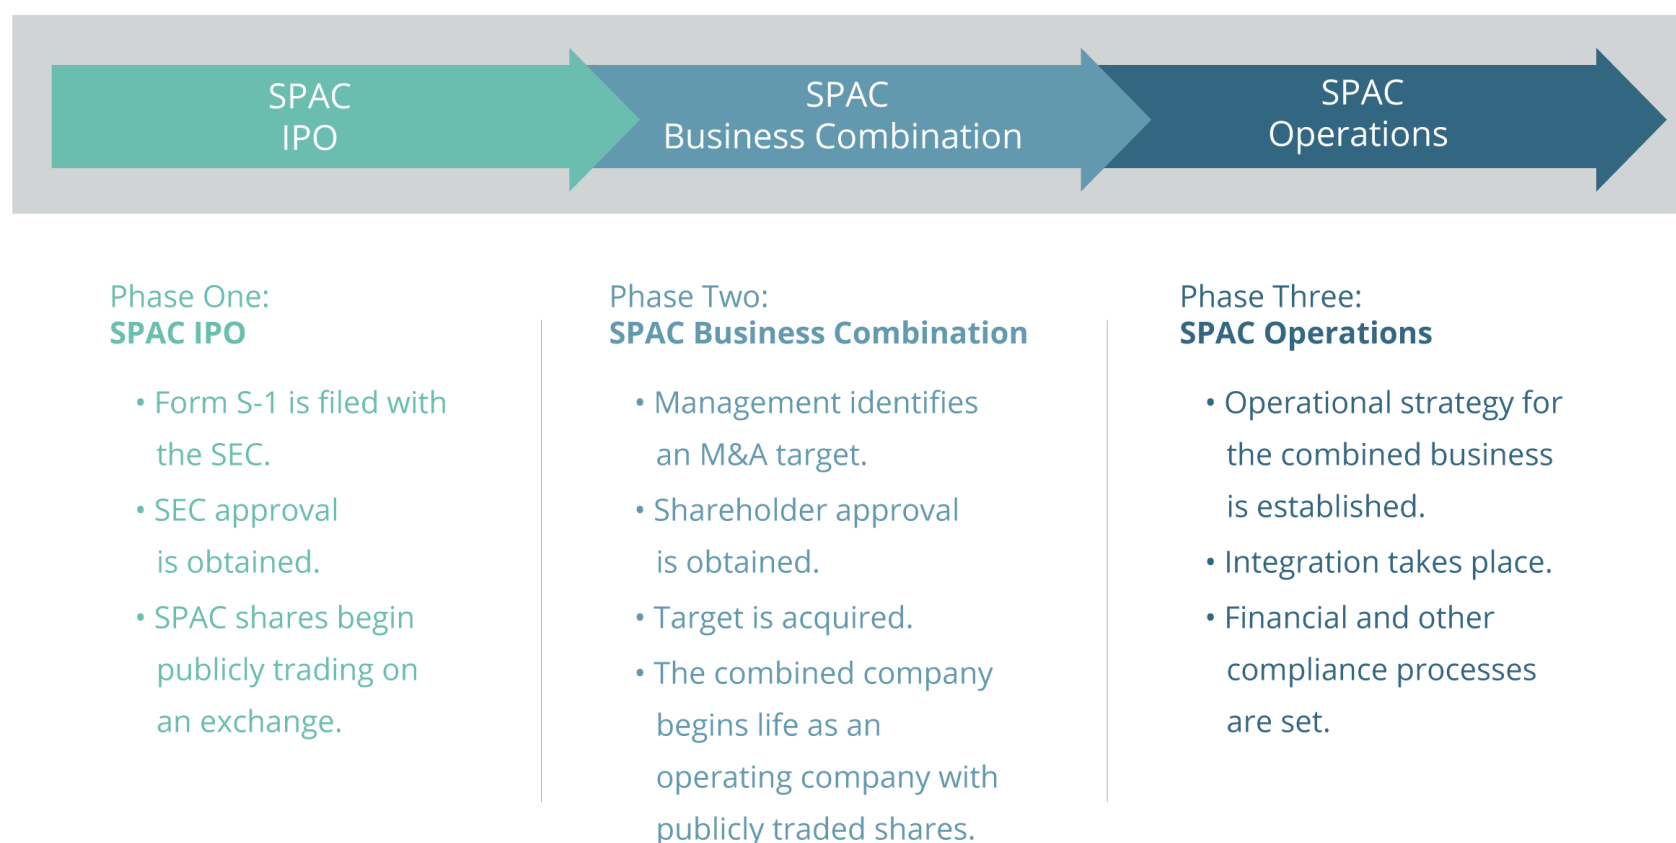 SPAC
IPO
SPAC
Business Combination
SPAC
Operations
Phase One:
SPAC IPO
• Form S-1 is filed with
the SEC.
• SEC approval
is obtained.
• SPAC shares begin
publicly trading on
an exchange.
Phase Two:
SPAC Business Combination
• Management identifies
an M&A target.
• Shareholder approval
is obtained.
• Target is acquired.
• The combined company
begins life as an
operating company with
publicly traded shares.
Phase Three:
SPAC Operations
• Operational strategy for
the combined business
is established.
• Integration takes place.
• Financial and other
compliance processes
are set.